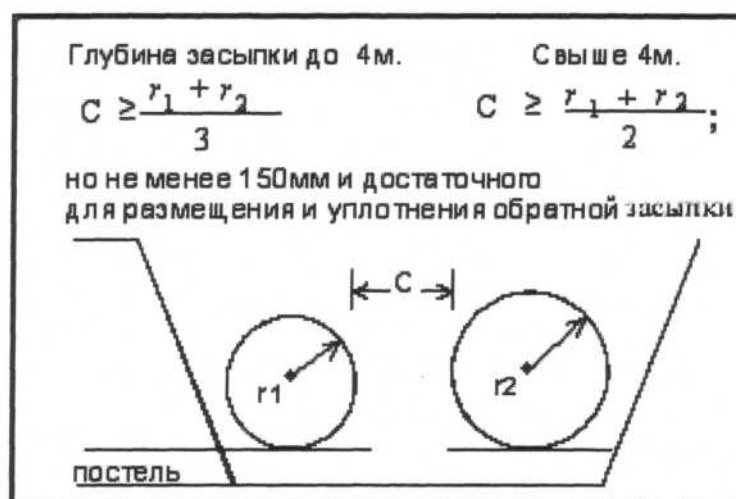 Глубина засыпки до 4м. Свыше 4м.
C ≥ (r₁ + r₂)/3 C ≥ (r₁ + r₂)/2;
но не менее 150мм и достаточного
для размещения и уплотнения обратной засыпки
C
r1 r2
постель